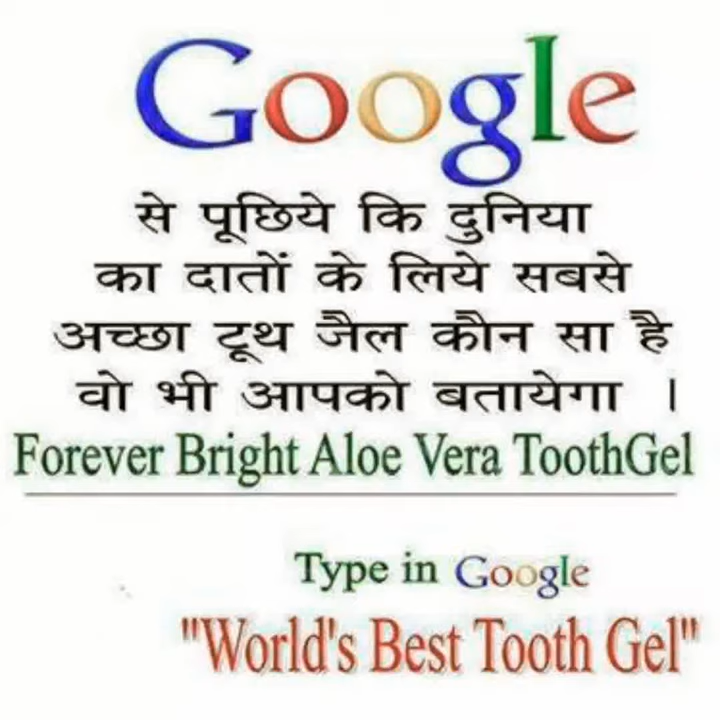 Google
से पूछिये कि दुनिया
का दातों के लिये सबसे
अच्छा टूथ जैल कौन सा है
वो भी आपको बतायेगा ।
Forever Bright Aloe Vera ToothGel
Type in Google
"World's Best Tooth Gel"